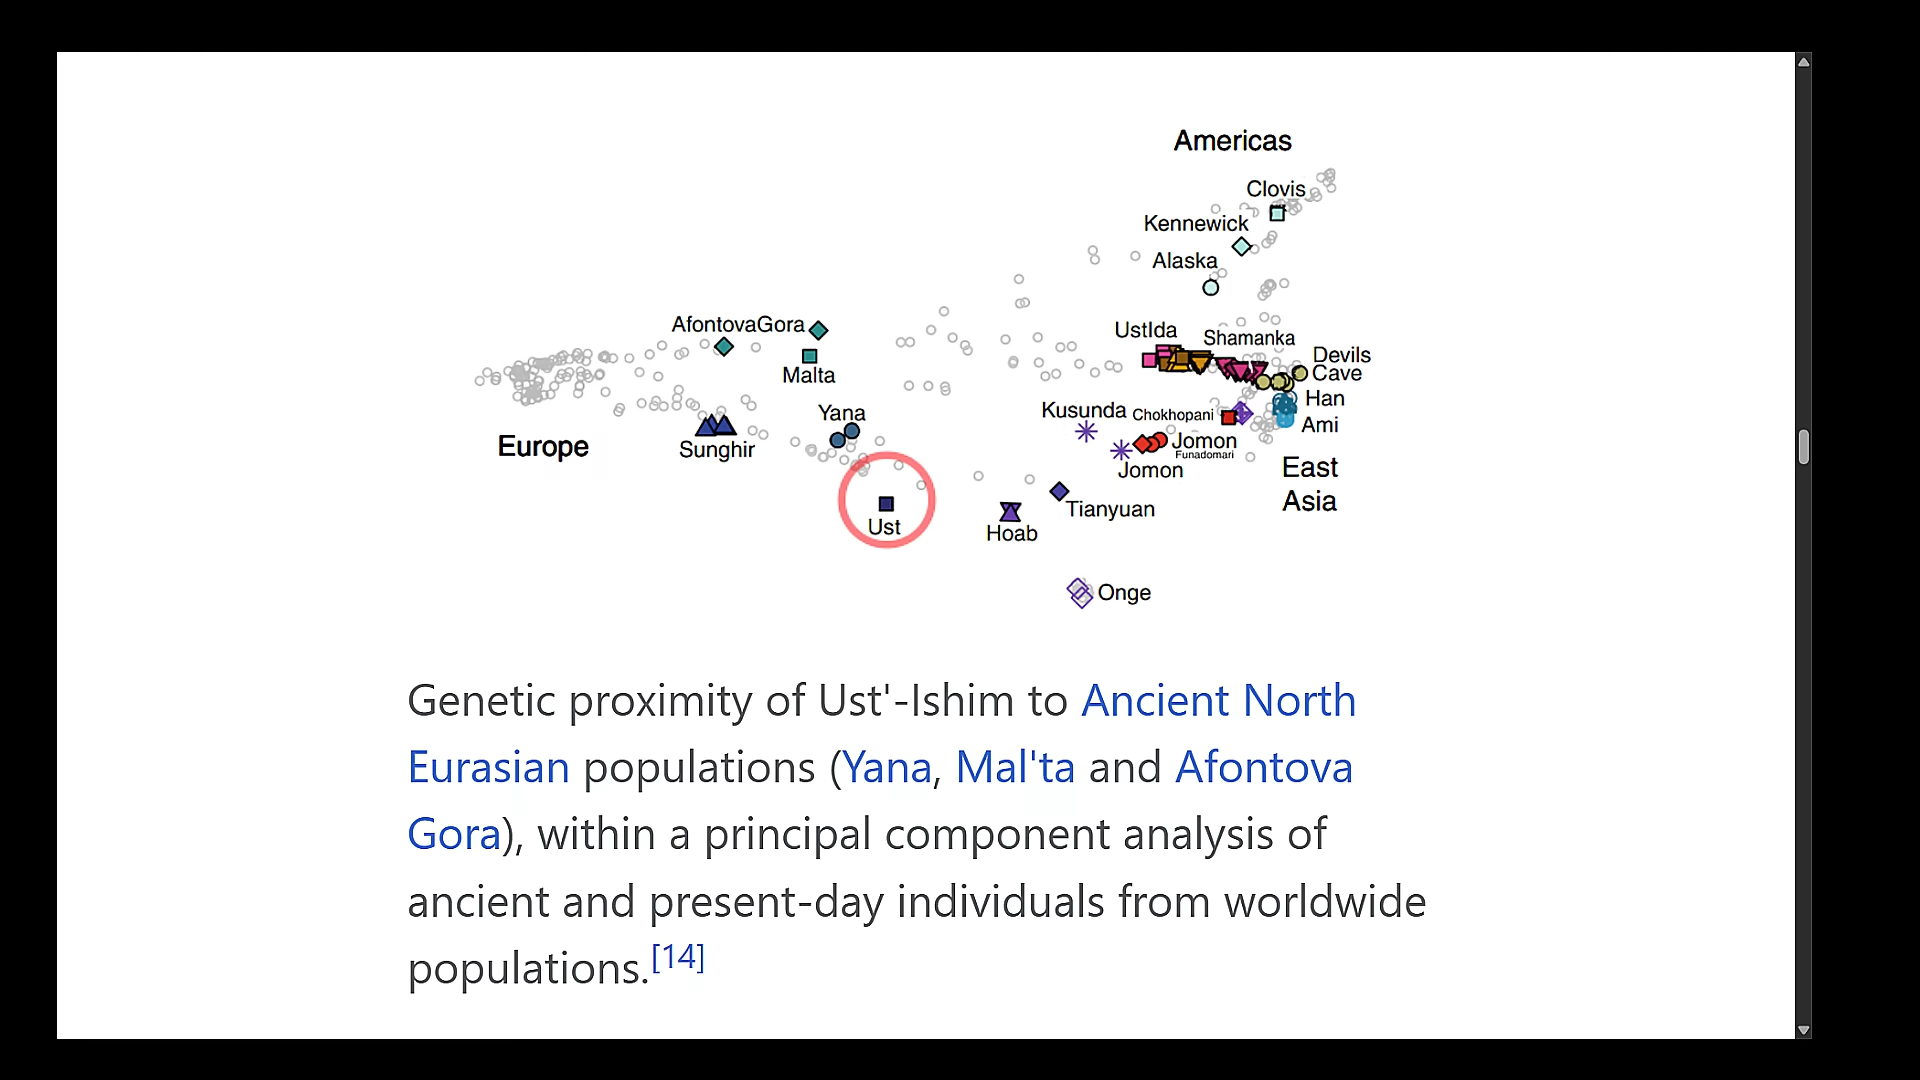 Americas
Clovis
Kennewick
Alaska
AfontovaGora
UstIda
Shamanka
Devils
Cave
Malta
Han
Yana
Kusunda
Chokhopani
Ami
Europe
Sunghir
Jomon
Funadomari
Jomon
East
Asia
Tianyuan
Ust
Hoab
Onge
Genetic proximity of Ust'-Ishim to Ancient North
Eurasian populations (Yana, Mal'ta and Afontova
Gora), within a principal component analysis of
ancient and present-day individuals from worldwide
populations.[14]